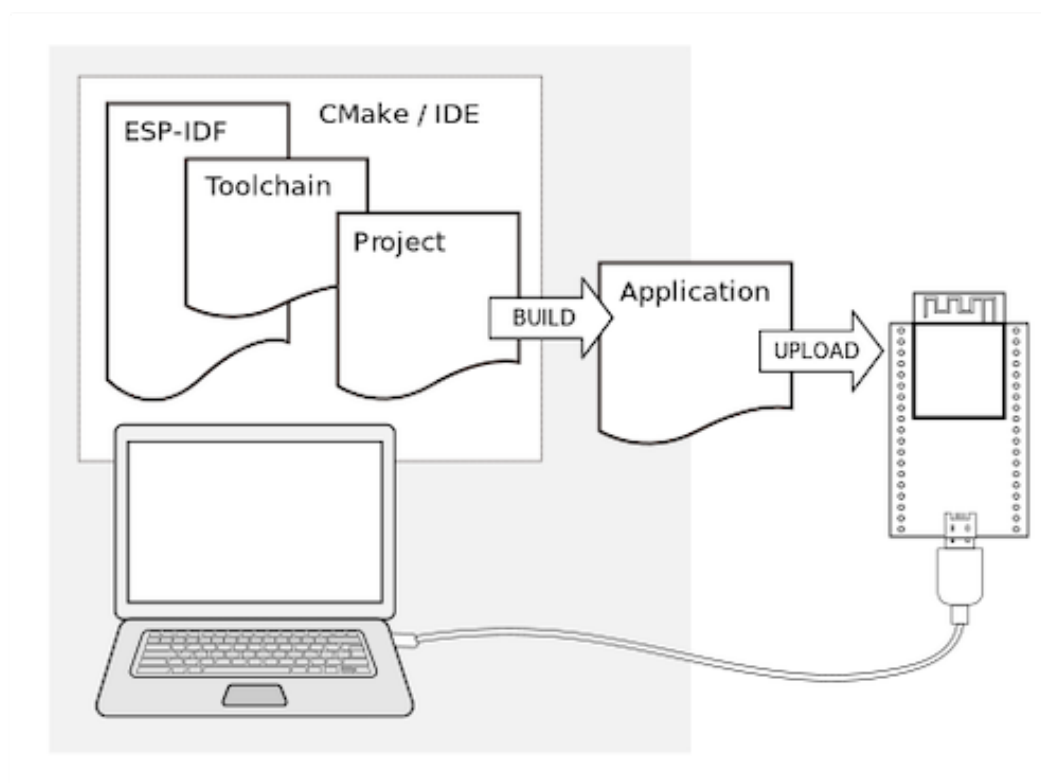 CMake / IDE
ESP-IDF
Toolchain
Project
BUILD
Application
UPLOAD